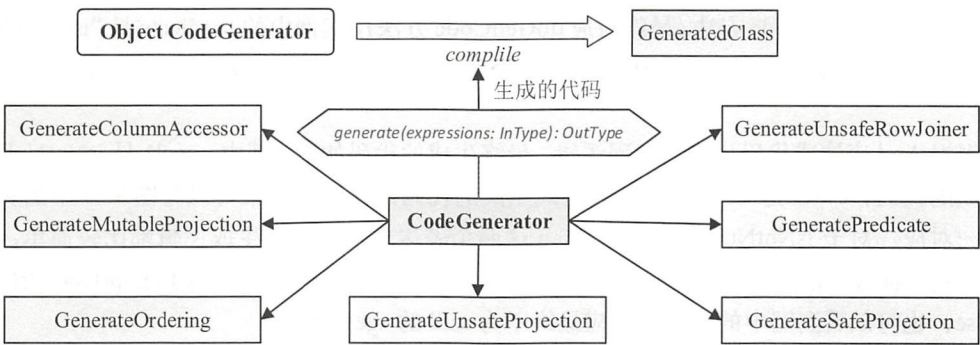 Object CodeGenerator
GeneratedClass
complile
生成的代码
generate(expressions: InType): OutType
GenerateColumnAccessor
GenerateUnsafeRowJoiner
GenerateMutableProjection
CodeGenerator
GeneratePredicate
GenerateOrdering
GenerateUnsafeProjection
GenerateSafeProjection